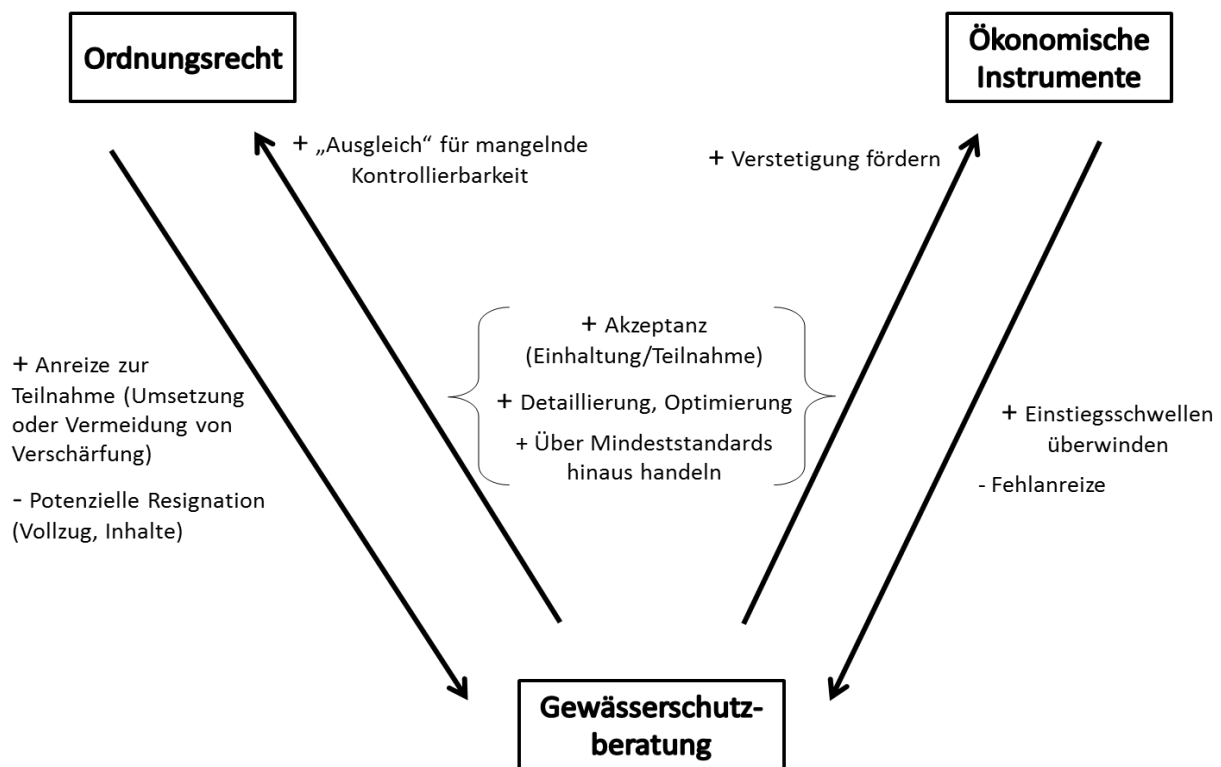 Ordnungsrecht
Ökonomische
Instrumente
+ „Ausgleich“ für mangelnde
Kontrollierbarkeit
+ Verstetigung fördern
+ Akzeptanz
(Einhaltung/Teilnahme)
+ Detaillierung, Optimierung
+ Über Mindeststandards
hinaus handeln
+ Anreize zur
Teilnahme (Umsetzung
oder Vermeidung von
Verschärfung)
- Potenzielle Resignation
(Vollzug, Inhalte)
+ Einstiegsschwellen
überwinden
- Fehlanreize
Gewässerschutz-
beratung